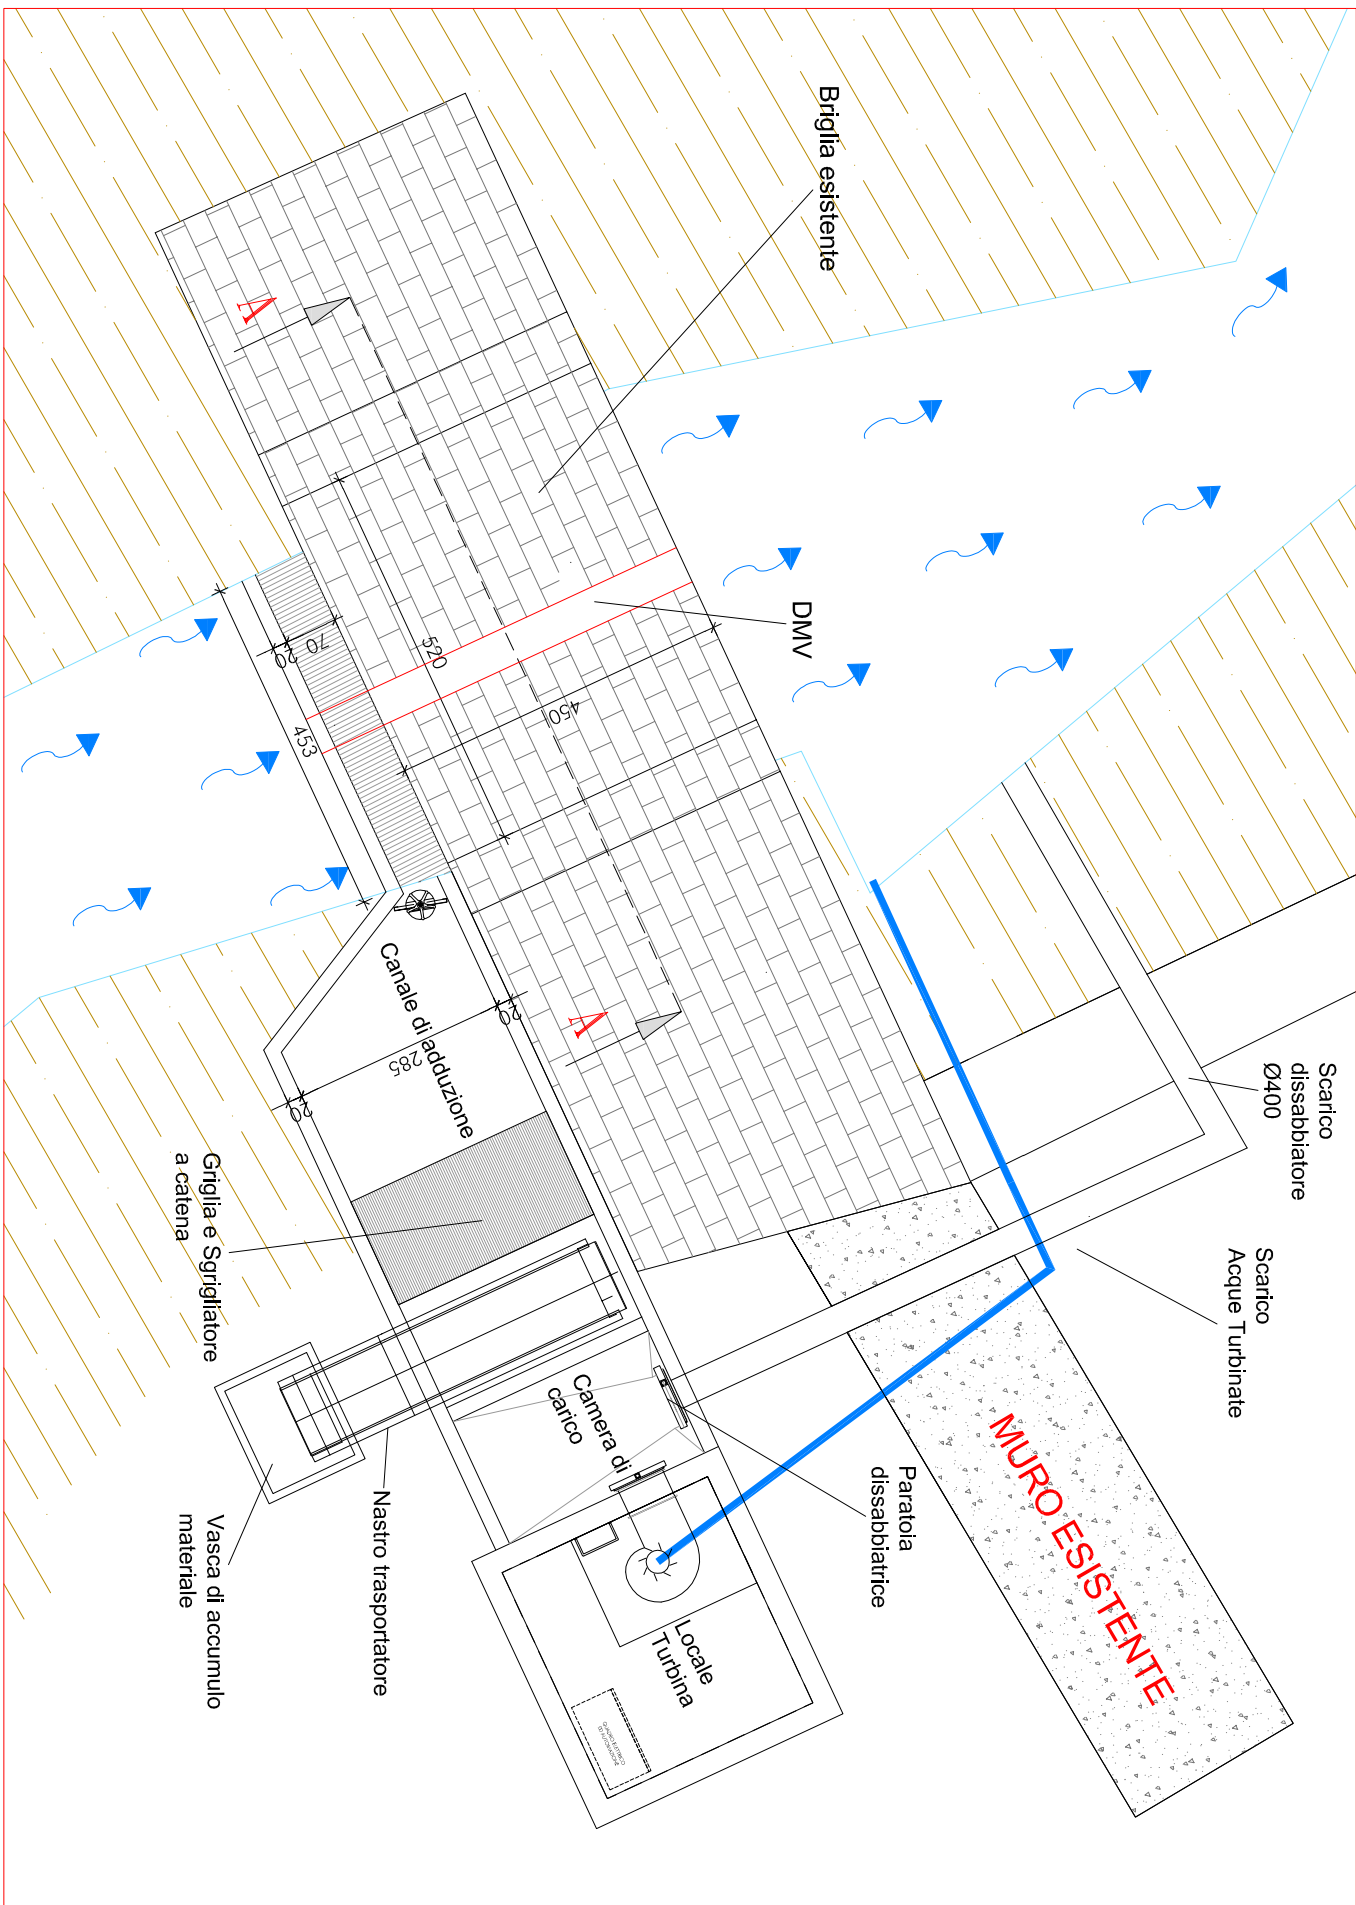 Briglia esistente
DMV
Scarico
dissabbiatore
Ø400
Scarico
Acque Turbinate
MURO ESISTENTE
Paratoia
dissabbiatrice
A
A
520
450
70
20
453
20
285
20
Canale di adduzione
Griglia e Sgrigliatore
a catena
Camera di
carico
Locale
Turbina
Nastro trasportatore
Vasca di accumulo
materiale